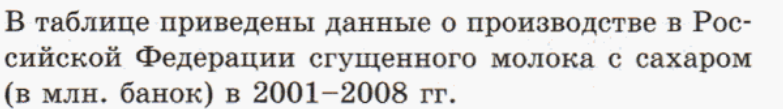 В таблице приведены данные о производстве в Рос-
сийской Федерации сгущенного молока с сахаром
(в млн. банок) в 2001–2008 гг.